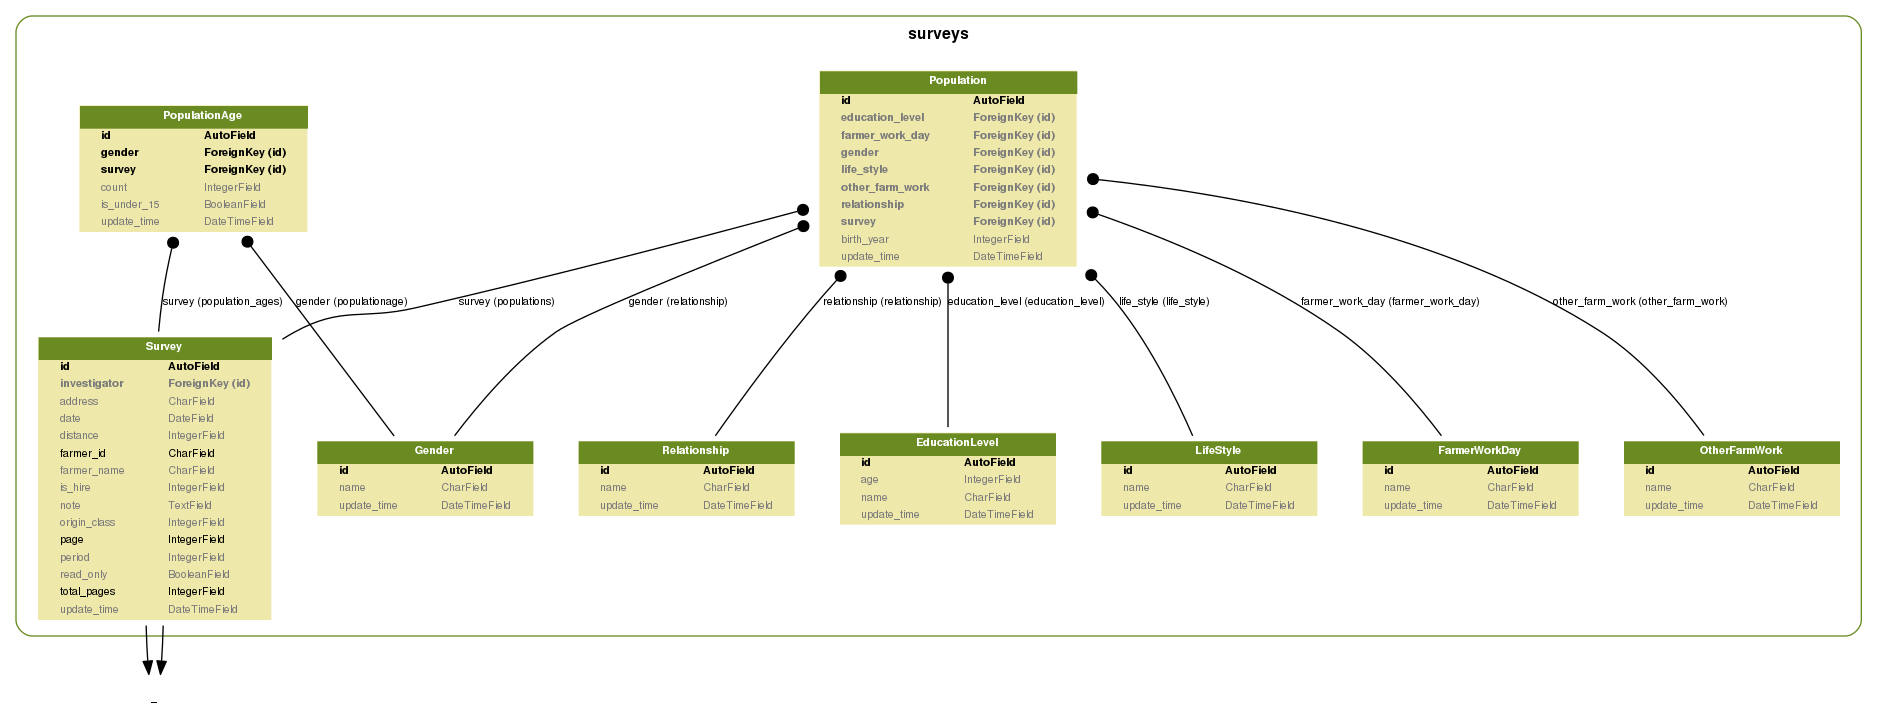 surveys
Population
id AutoField
education_level ForeignKey (id)
farmer_work_day ForeignKey (id)
gender ForeignKey (id)
life_style ForeignKey (id)
other_farm_work ForeignKey (id)
relationship ForeignKey (id)
survey ForeignKey (id)
birth_year IntegerField
update_time DateTimeField
PopulationAge
id AutoField
gender ForeignKey (id)
survey ForeignKey (id)
count IntegerField
is_under_15 BooleanField
update_time DateTimeField
survey (population_ages)
gender (populationage)
survey (populations)
gender (relationship)
relationship (relationship)
education_level (education_level)
life_style (life_style)
farmer_work_day (farmer_work_day)
other_farm_work (other_farm_work)
Survey
id AutoField
investigator ForeignKey (id)
address CharField
date DateField
distance IntegerField
farmer_id CharField
farmer_name CharField
is_hire IntegerField
note TextField
origin_class IntegerField
page IntegerField
period IntegerField
read_only BooleanField
total_pages IntegerField
update_time DateTimeField
Gender
id AutoField
name CharField
update_time DateTimeField
Relationship
id AutoField
name CharField
update_time DateTimeField
EducationLevel
id AutoField
age IntegerField
name CharField
update_time DateTimeField
LifeStyle
id AutoField
name CharField
update_time DateTimeField
FarmerWorkDay
id AutoField
name CharField
update_time DateTimeField
OtherFarmWork
id AutoField
name CharField
update_time DateTimeField
_